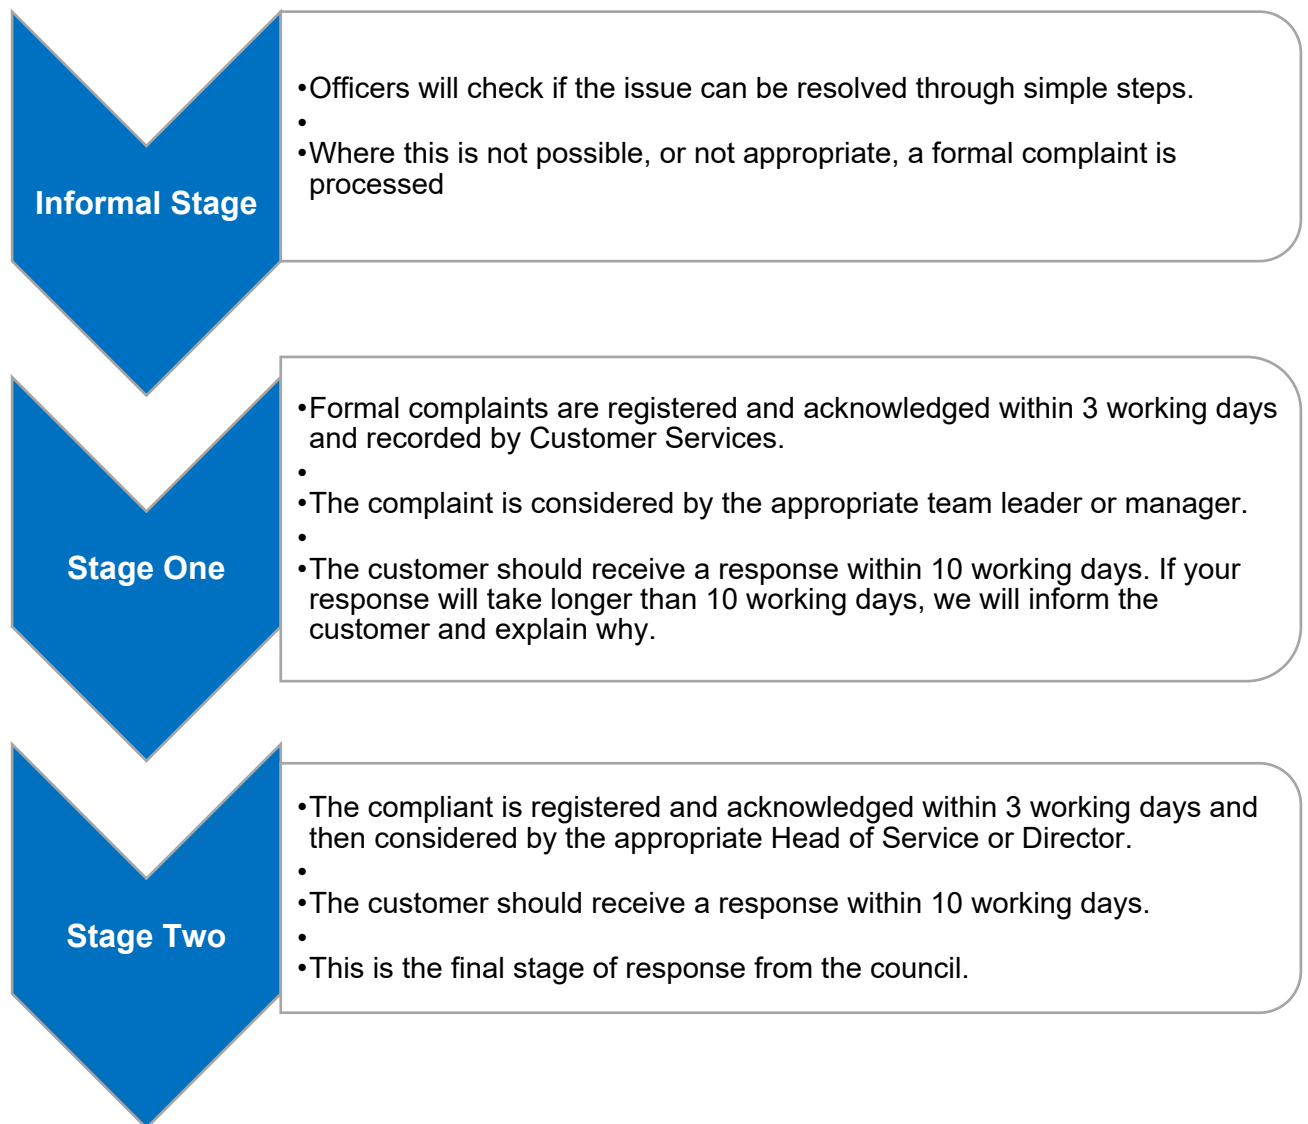 Informal Stage
•Officers will check if the issue can be resolved through simple steps.
•
•Where this is not possible, or not appropriate, a formal complaint is
processed
Stage One
•Formal complaints are registered and acknowledged within 3 working days
and recorded by Customer Services.
•
•The complaint is considered by the appropriate team leader or manager.
•
•The customer should receive a response within 10 working days. If your
response will take longer than 10 working days, we will inform the
customer and explain why.
Stage Two
•The compliant is registered and acknowledged within 3 working days and
then considered by the appropriate Head of Service or Director.
•
•The customer should receive a response within 10 working days.
•
•This is the final stage of response from the council.